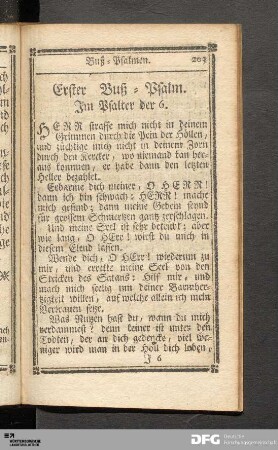 Buß-Psalmen. 203
Erster Buß-Psalm.
Im Psalter der 6.
HERR straffe mich nicht in deinem
Grimmen durch die Pein der Höllen,
und züchtige mich nicht in deinem Zorn
durch den Kercker, wo niemand kan her-
aus kommen, er habe dann den letzten
Heller bezahlet.
Erbarme dich meiner, O HERR!
dann ich bin schwach: HERR! mache
mich gesund; dann meine Gebein seynd
für grossem Schmertzen gantz zerschlagen.
Und meine Seel ist sehr betrübt: aber
wie lang, O HErr! wirst du mich in
diesem Elend lassen.
Wende dich, O HErr! wiederum zu
mir, und errette meine Seel von den
Stricken des Satans: Helff mir, und
mach mich seelig um deiner Barmher-
tzigkeit willen, auf welche allein ich mein
Vertrauen setze.
Was Nutzen hast du, wann du mich
verdammest? denn keiner ist unter den
Todten, der an dich gedencke, viel we-
niger wird man in der Höll dich loben,
J 6
DFG